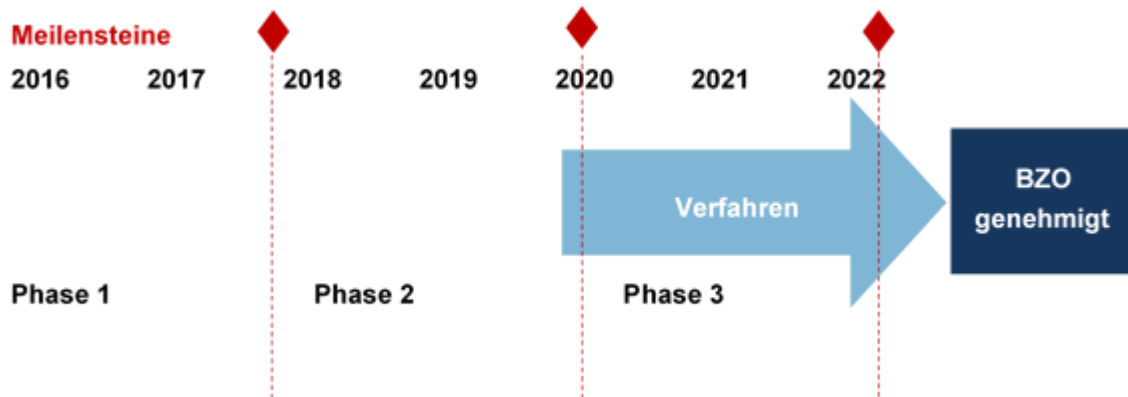 Meilensteine
2016 2017 2018 2019 2020 2021 2022
Verfahren
BZO
genehmigt
Phase 1 Phase 2 Phase 3